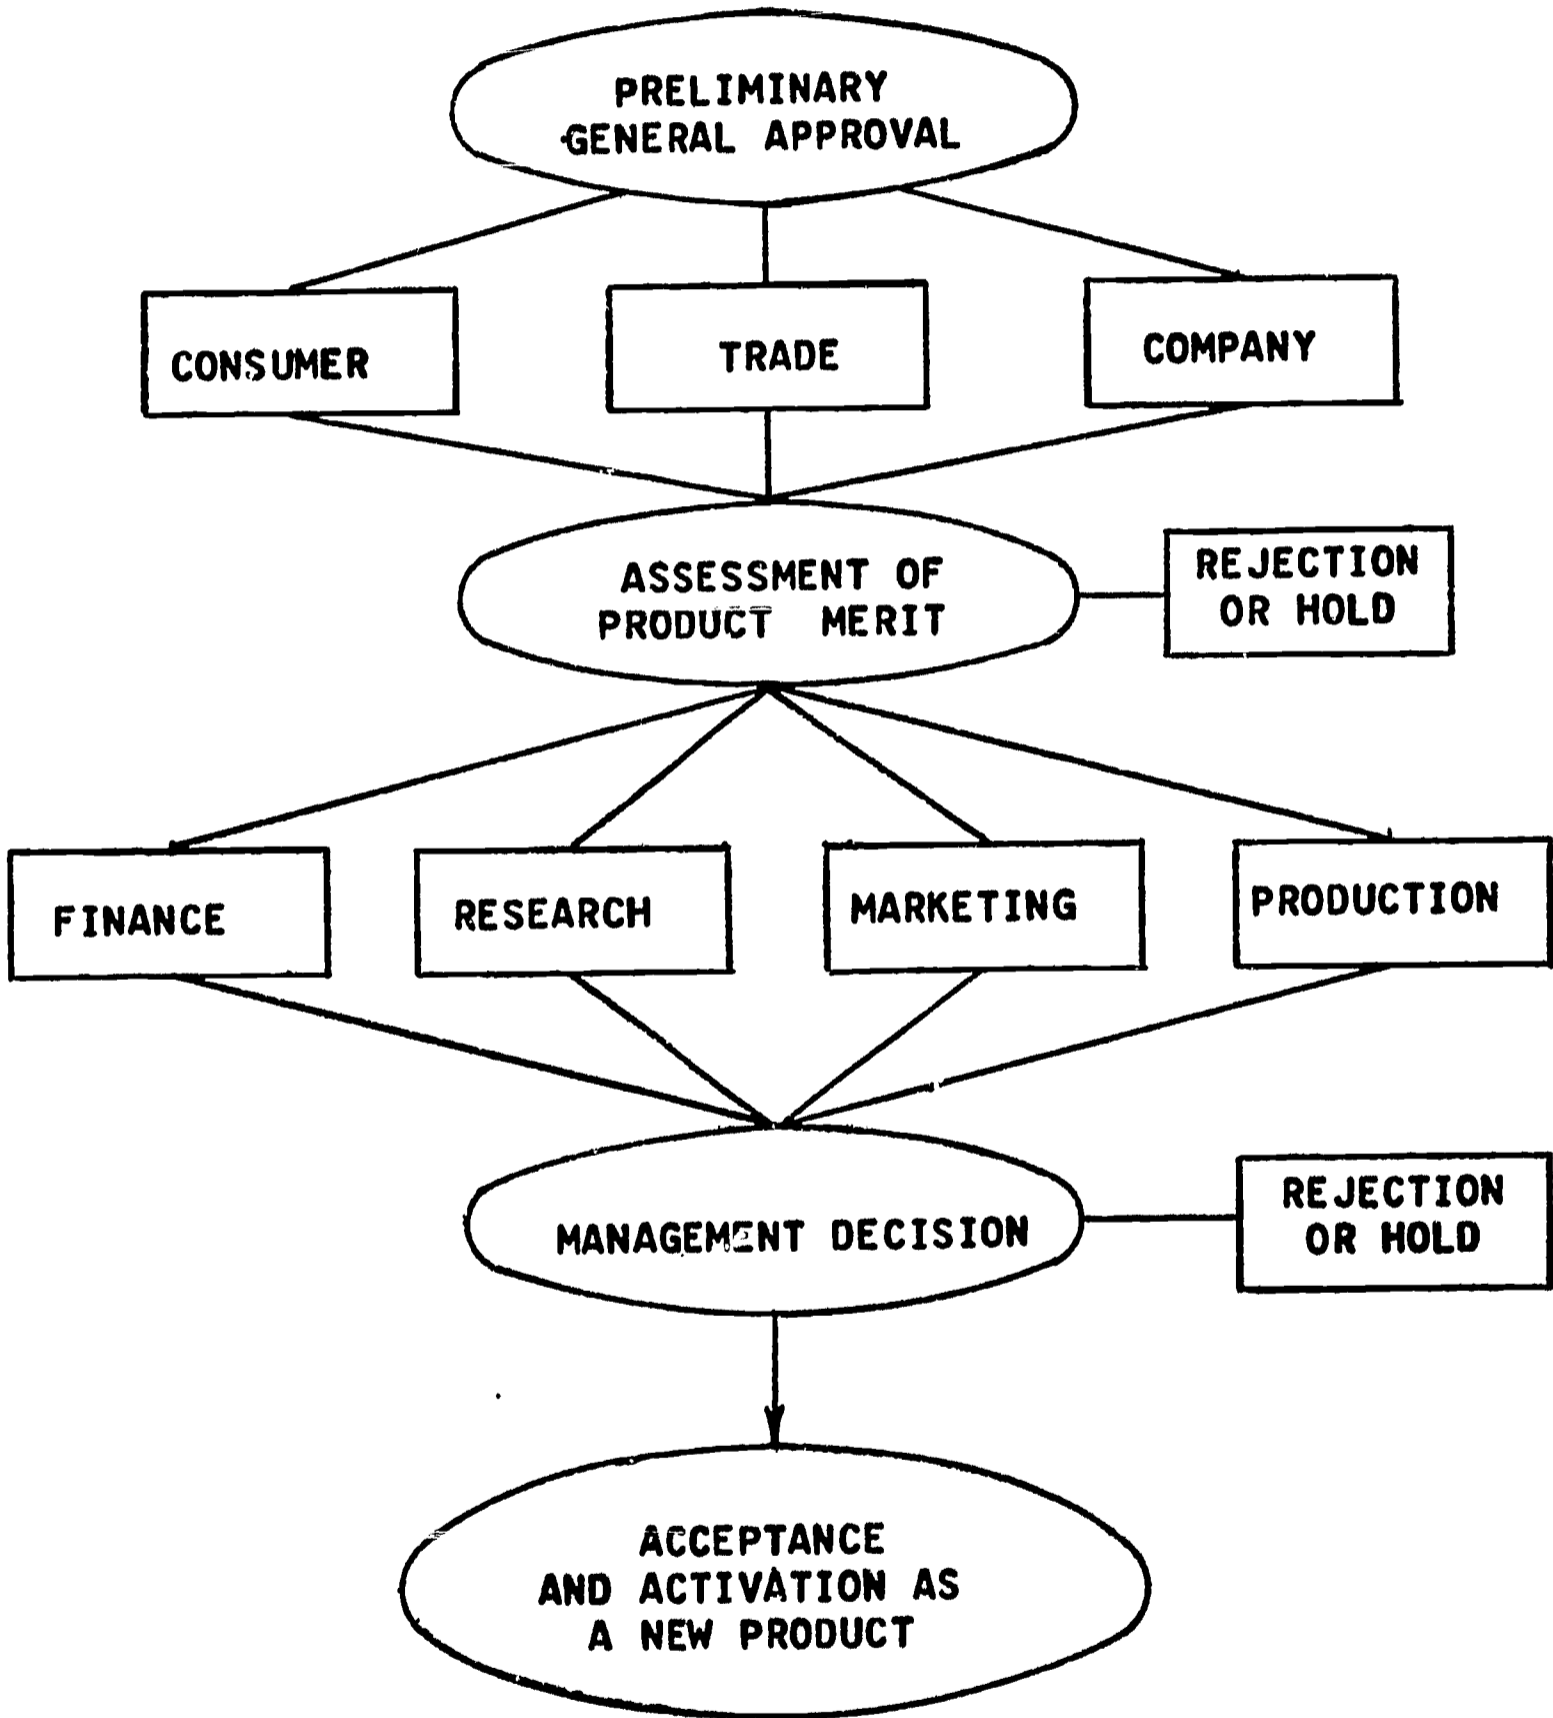 PRELIMINARY
GENERAL APPROVAL
CONSUMER
TRADE
COMPANY
ASSESSMENT OF
PRODUCT MERIT
REJECTION
OR HOLD
FINANCE
RESEARCH
MARKETING
PRODUCTION
MANAGEMENT DECISION
REJECTION
OR HOLD
ACCEPTANCE
AND ACTIVATION AS
A NEW PRODUCT